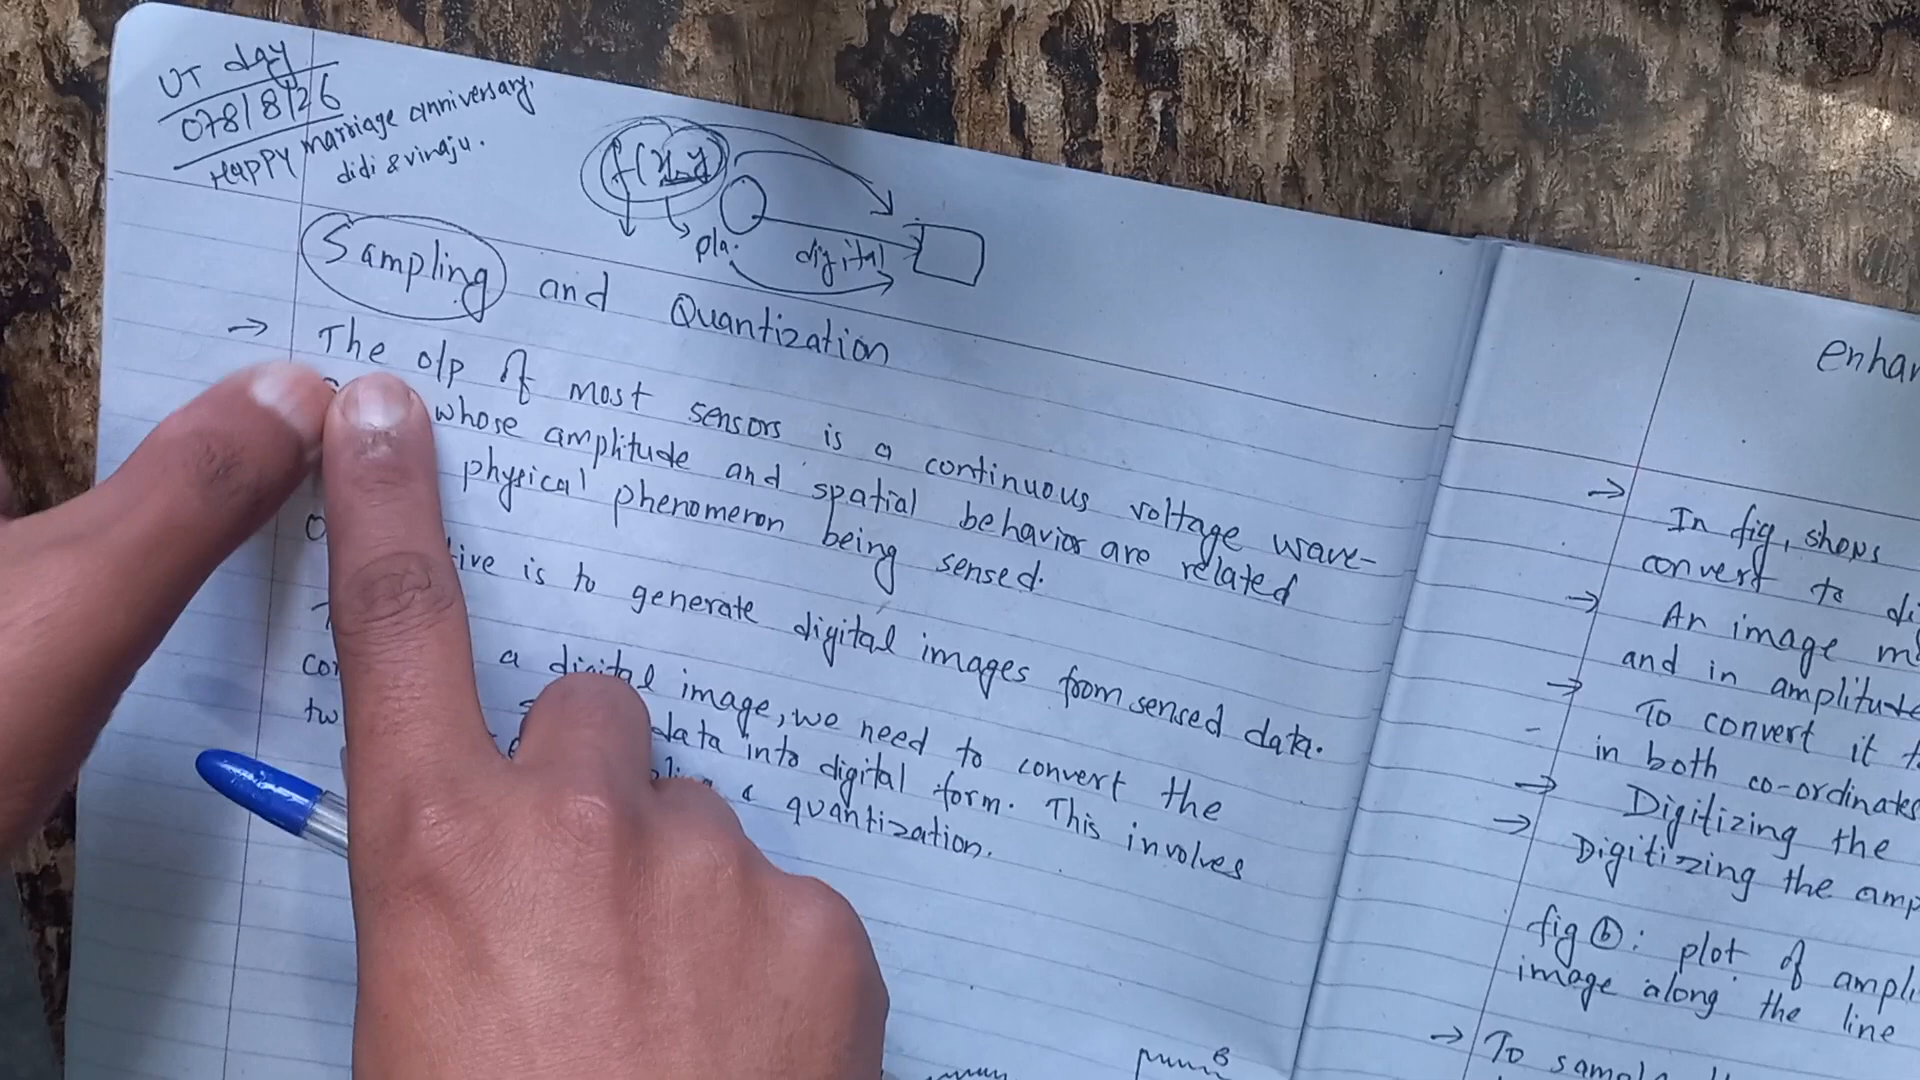 UT day
078/8/26
HAPPY marriage anniversary.
didi & vinaju.
f(x,y)
pla.
digital
Sampling and Quantization
→ The o/p of most sensors is a continuous voltage wave-
whose amplitude and spatial behavior are related
physical phenomenon being sensed.
is to generate digital images from sensed data.
a digital image, we need to convert the
data into digital form. This involves
& quantization.
B
→ In fig, shows
convert to
→ An image
and in amplitude
→ To convert it
in both co-ordinates
→ Digitizing the
→ Digitizing the
fig ⓑ: plot of
image along the line
→ To